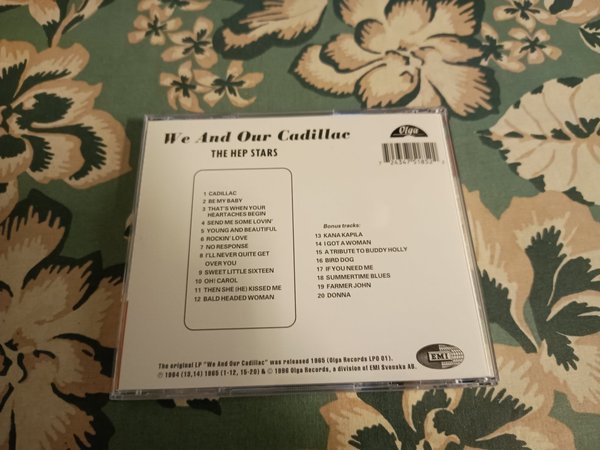 We And Our Cadillac
Olga
THE HEP STARS
1 CADILLAC
2 BE MY BABY
3 THAT'S WHEN YOUR
HEARTACHES BEGIN
4 SEND ME SOME LOVIN'
5 YOUNG AND BEAUTIFUL
6 ROCKIN' LOVE
7 NO RESPONSE
8 I'LL NEVER QUITE GET
OVER YOU
9 SWEET LITTLE SIXTEEN
10 OH! CAROL
11 THEN SHE (HE) KISSED ME
12 BALD HEADED WOMAN
Bonus tracks:
13 KANA KAPILA
14 I GOT A WOMAN
15 A TRIBUTE TO BUDDY HOLLY
16 BIRD DOG
17 IF YOU NEED ME
18 SUMMERTIME BLUES
19 FARMER JOHN
20 DONNA
The original LP "We And Our Cadillac" was released 1965 (Olga Records LPO 01).
℗ 1964 (13,14) 1965 (1-12, 15-20) & © 1996 Olga Records, a division of EMI Svenska AB.
EMI